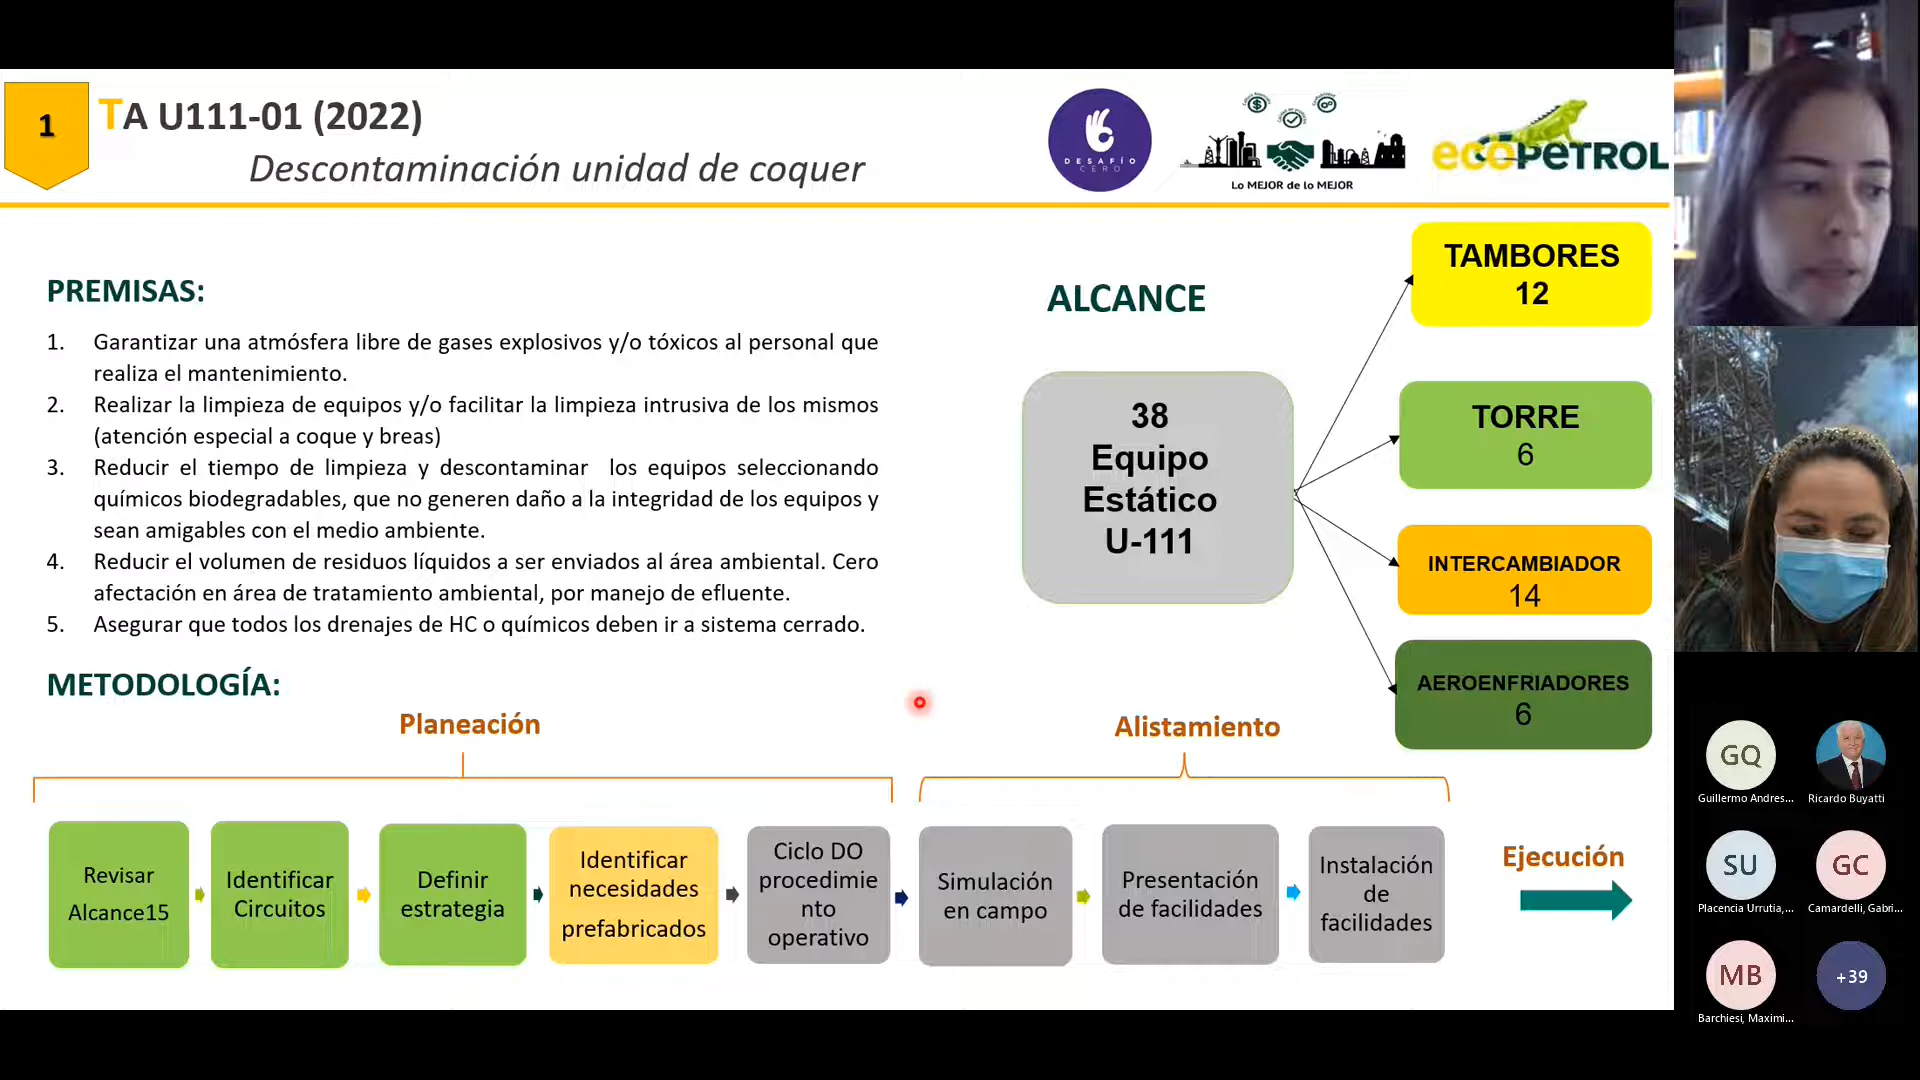 1
TA U111-01 (2022)
Descontaminación unidad de coquer
DESAFÍO
CERO
Lo MEJOR de lo MEJOR
ecoPETROL
PREMISAS:
1. Garantizar una atmósfera libre de gases explosivos y/o tóxicos al personal que
realiza el mantenimiento.
2. Realizar la limpieza de equipos y/o facilitar la limpieza intrusiva de los mismos
(atención especial a coque y breas)
3. Reducir el tiempo de limpieza y descontaminar los equipos seleccionando
químicos biodegradables, que no generen daño a la integridad de los equipos y
sean amigables con el medio ambiente.
4. Reducir el volumen de residuos líquidos a ser enviados al área ambiental. Cero
afectación en área de tratamiento ambiental, por manejo de efluente.
5. Asegurar que todos los drenajes de HC o químicos deben ir a sistema cerrado.
ALCANCE
38
Equipo
Estático
U-111
TAMBORES
12
TORRE
6
INTERCAMBIADOR
14
AEROENFRIADORES
6
METODOLOGÍA:
Planeación
Alistamiento
Revisar
Alcance15
Identificar
Circuitos
Definir
estrategia
Identificar
necesidades
prefabricados
Ciclo DO
procedimie
nto
operativo
Simulación
en campo
Presentación
de facilidades
Instalación
de
facilidades
Ejecución
GQ
Guillermo Andres...
Ricardo Buyatti
SU
Placencia Urrutia,...
GC
Camardelli, Gabri...
MB
Barchiesi, Maximi...
+39